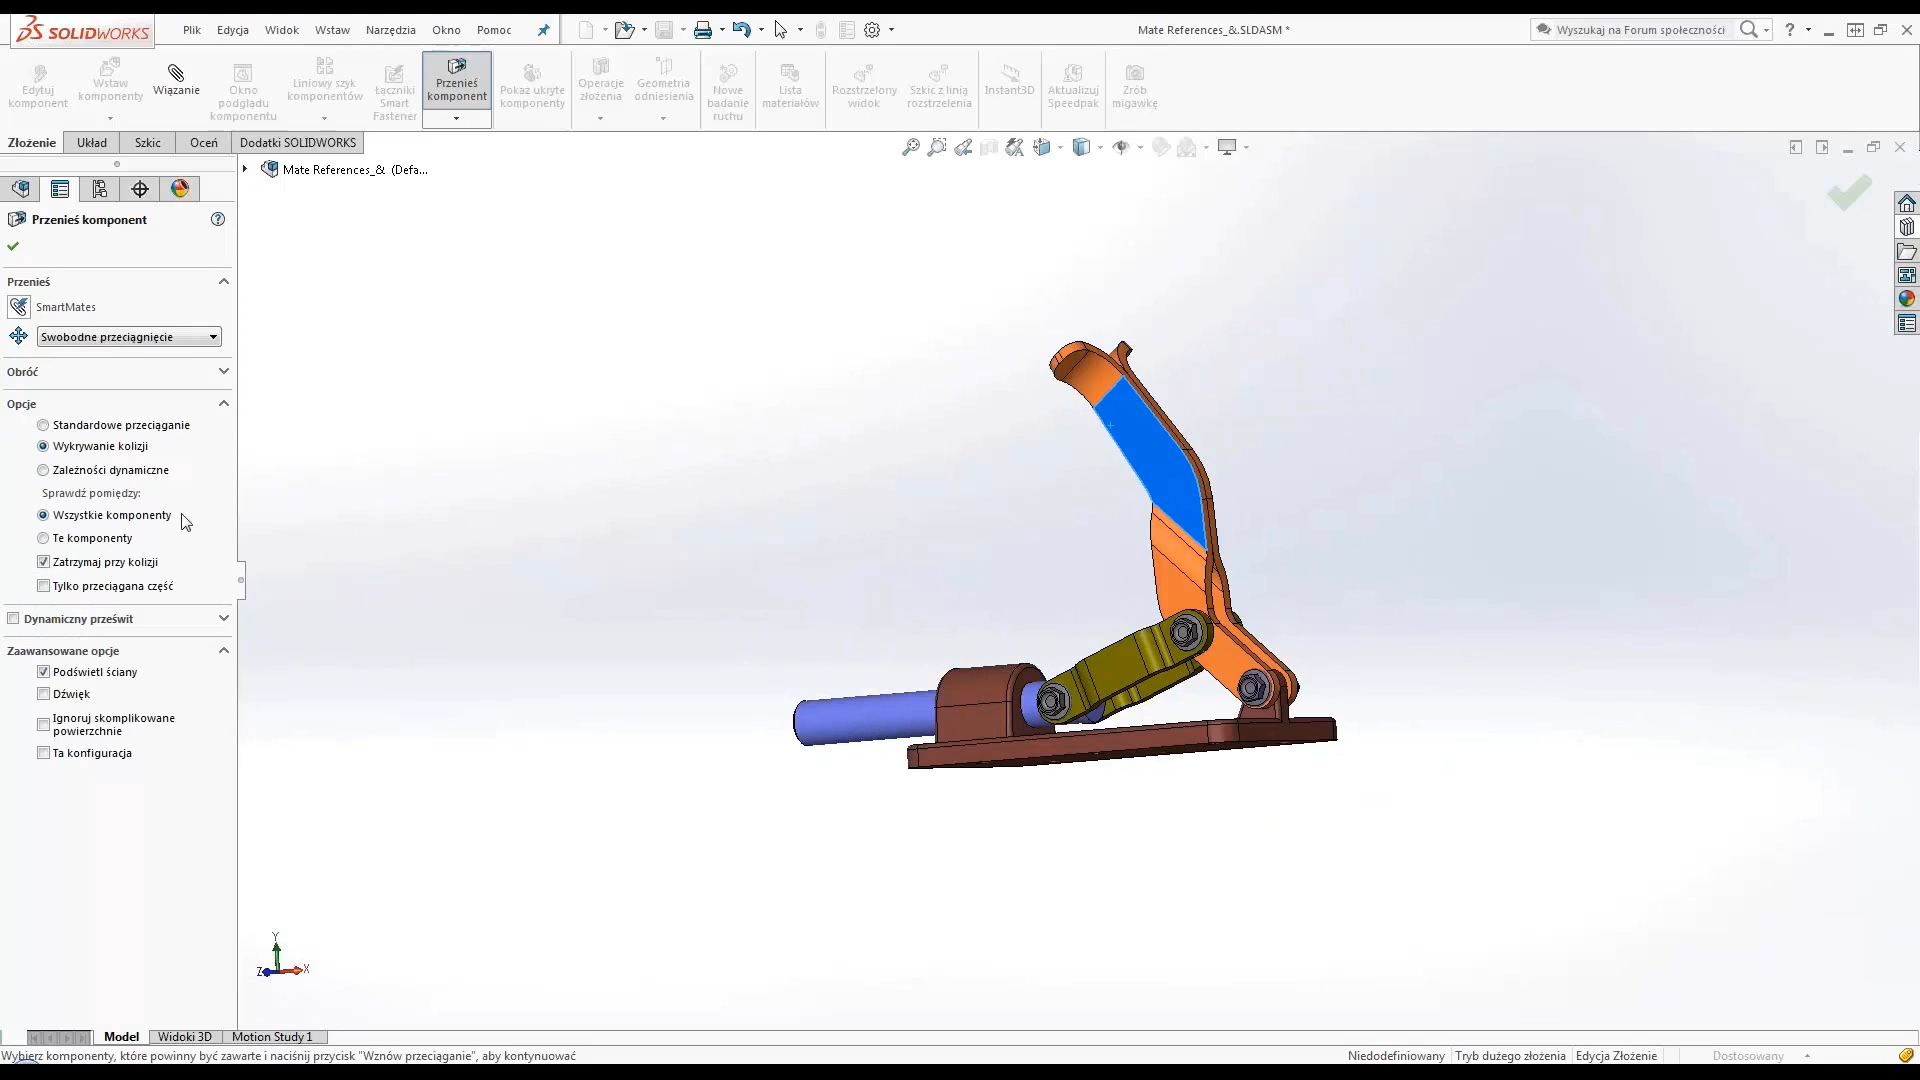 SOLIDWORKS
Plik Edycja Widok Wstaw Narzędzia Okno Pomoc
Mate References_&.SLDASM *
Wyszukaj na Forum społeczności
Edytuj komponent
Wstaw komponenty
Wiązanie
Okno podglądu komponentu
Liniowy szyk komponentów
Łączniki Smart Fastener
Przenieś komponent
Pokaż ukryte komponenty
Operacje złożenia
Geometria odniesienia
Nowe badanie ruchu
Lista materiałów
Rozstrzelony widok
Szkic z linią rozstrzelenia
Instant3D
Aktualizuj Speedpak
Zrób migawkę
Złożenie Układ Szkic Oceń Dodatki SOLIDWORKS
Mate References_& (Defa...
Przenieś komponent
Przenieś
SmartMates
Swobodne przeciągnięcie
Obróć
Opcje
Standardowe przeciąganie
Wykrywanie kolizji
Zależności dynamiczne
Sprawdź pomiędzy:
Wszystkie komponenty
Te komponenty
Zatrzymaj przy kolizji
Tylko przeciągana część
Dynamiczny prześwit
Zaawansowane opcje
Podświetl ściany
Dźwięk
Ignoruj skomplikowane
powierzchnie
Ta konfiguracja
Y
Z X
Model Widoki 3D Motion Study 1
Wybierz komponenty, które powinny być zawarte i naciśnij przycisk "Wznów przeciąganie", aby kontynuować
Niedodefiniowany Tryb dużego złożenia Edycja Złożenie Dostosowany